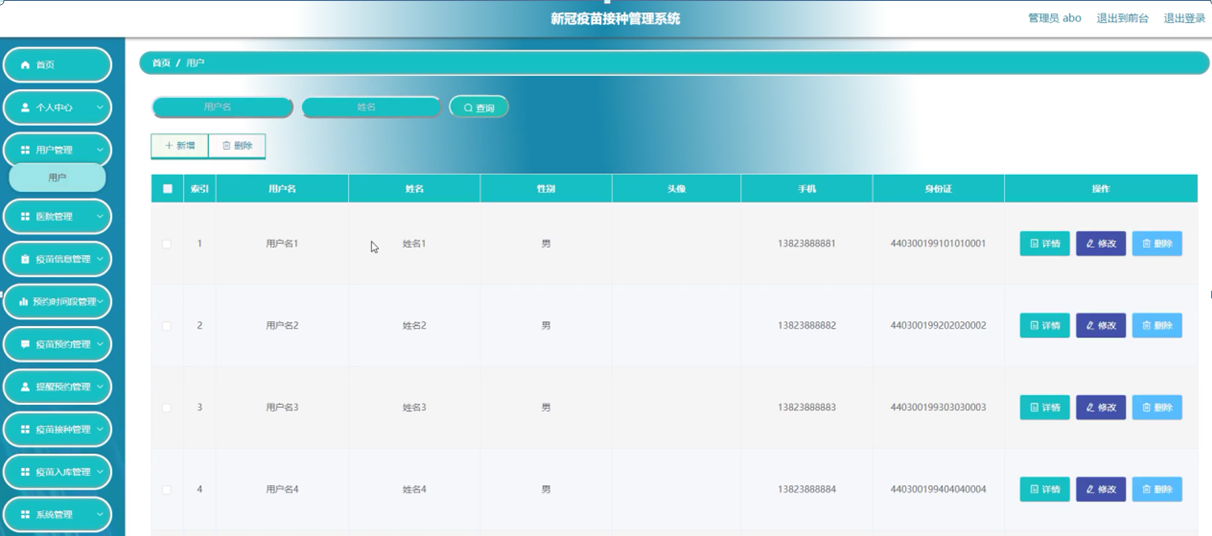 新冠疫苗接种管理系统
管理员 abo 退出到前台 退出登录
首页
个人中心
用户管理
用户
医院管理
疫苗信息管理
预约时间段管理
疫苗预约管理
提醒预约管理
疫苗接种管理
疫苗入库管理
系统管理
首页 / 用户
用户名 姓名 查询
新增 删除
索引 用户名 姓名 性别 头像 手机 身份证 操作
1 用户名1 姓名1 男 13823888881 440300199101010001 详情 修改 删除
2 用户名2 姓名2 男 13823888882 440300199202020002 详情 修改 删除
3 用户名3 姓名3 男 13823888883 440300199303030003 详情 修改 删除
4 用户名4 姓名4 男 13823888884 440300199404040004 详情 修改 删除